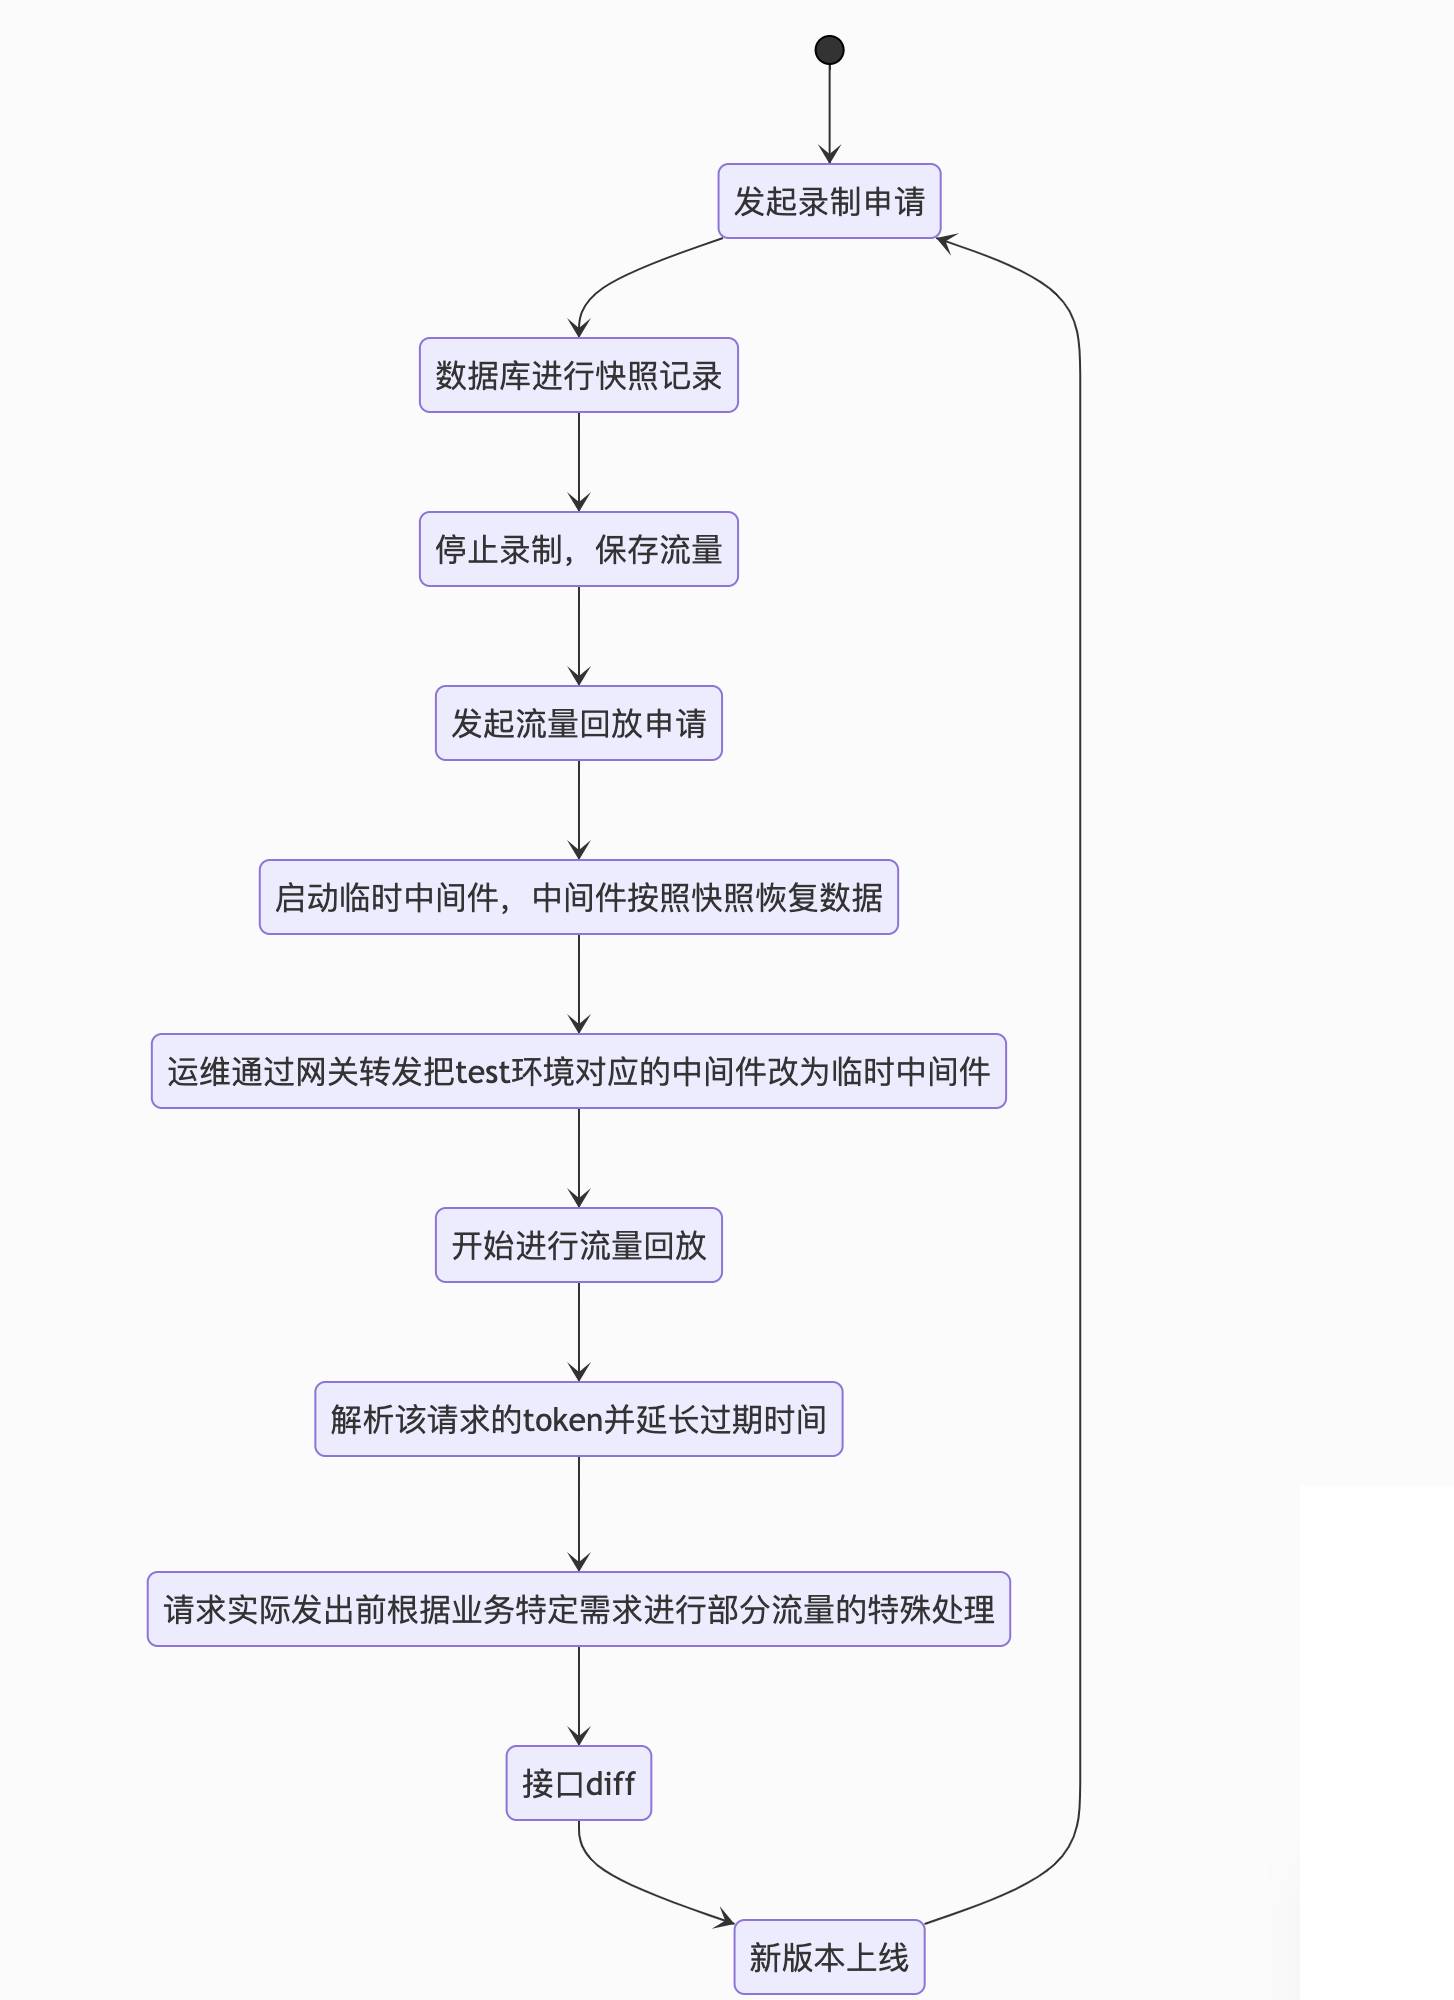 发起录制申请
数据库进行快照记录
停止录制，保存流量
发起流量回放申请
启动临时中间件，中间件按照快照恢复数据
运维通过网关转发把test环境对应的中间件改为临时中间件
开始进行流量回放
解析该请求的token并延长过期时间
请求实际发出前根据业务特定需求进行部分流量的特殊处理
接口diff
新版本上线